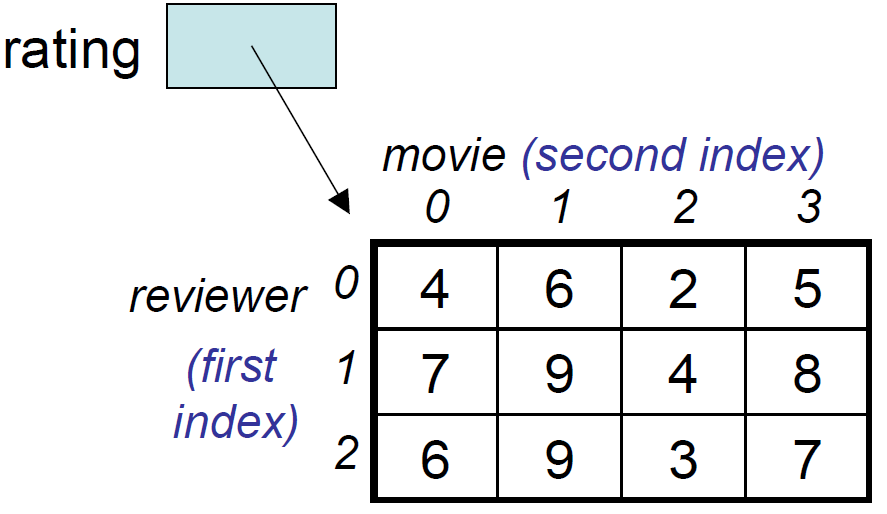 rating
movie (second index)
0 1 2 3
reviewer 0 4 6 2 5
(first 1 7 9 4 8
index) 2 6 9 3 7